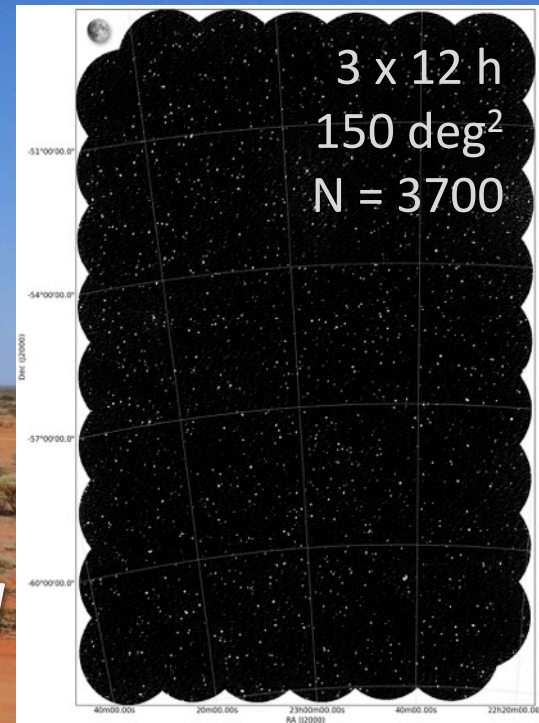 3 x 12 h
150 deg²
N = 3700
-51°00'00.0"
-54°00'00.0"
Dec (J2000)
-57°00'00.0"
-60°00'00.0"
40m00.00s 20m00.00s 23h00m00.00s 40m00.00s 22h20m00.00s
RA (J2000)